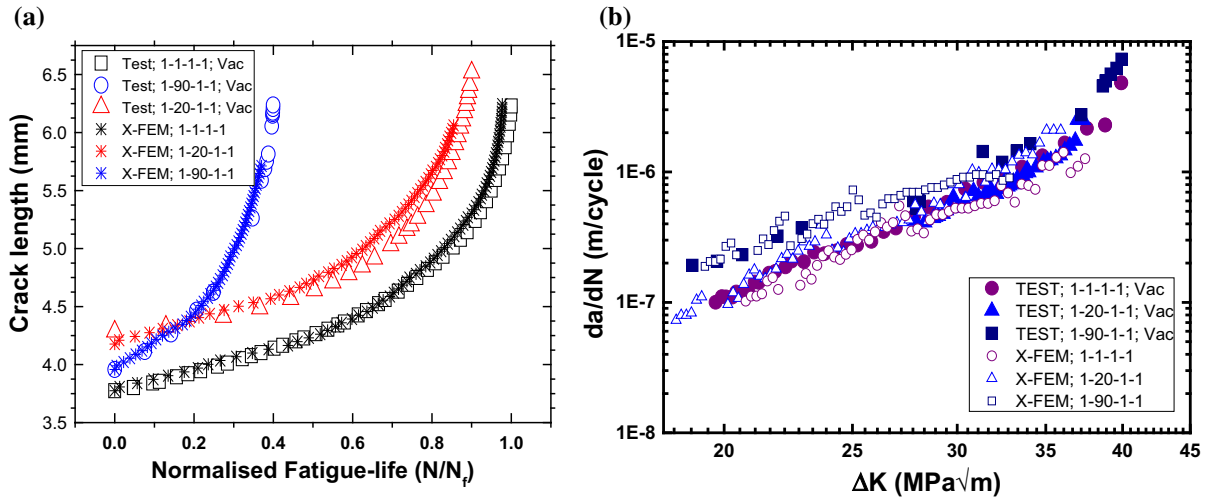 (a)
6.5
6.0
5.5
5.0
4.5
4.0
3.5
Crack length (mm)
Test; 1-1-1-1; Vac
Test; 1-90-1-1; Vac
Test; 1-20-1-1; Vac
X-FEM; 1-1-1-1
X-FEM; 1-20-1-1
X-FEM; 1-90-1-1
0.0 0.2 0.4 0.6 0.8 1.0
Normalised Fatigue-life (N/Nf)
(b)
1E-5
1E-6
1E-7
1E-8
da/dN (m/cycle)
TEST; 1-1-1-1; Vac
TEST; 1-20-1-1; Vac
TEST; 1-90-1-1; Vac
X-FEM; 1-1-1-1
X-FEM; 1-20-1-1
X-FEM; 1-90-1-1
20 25 30 35 40 45
ΔK (MPa√m)